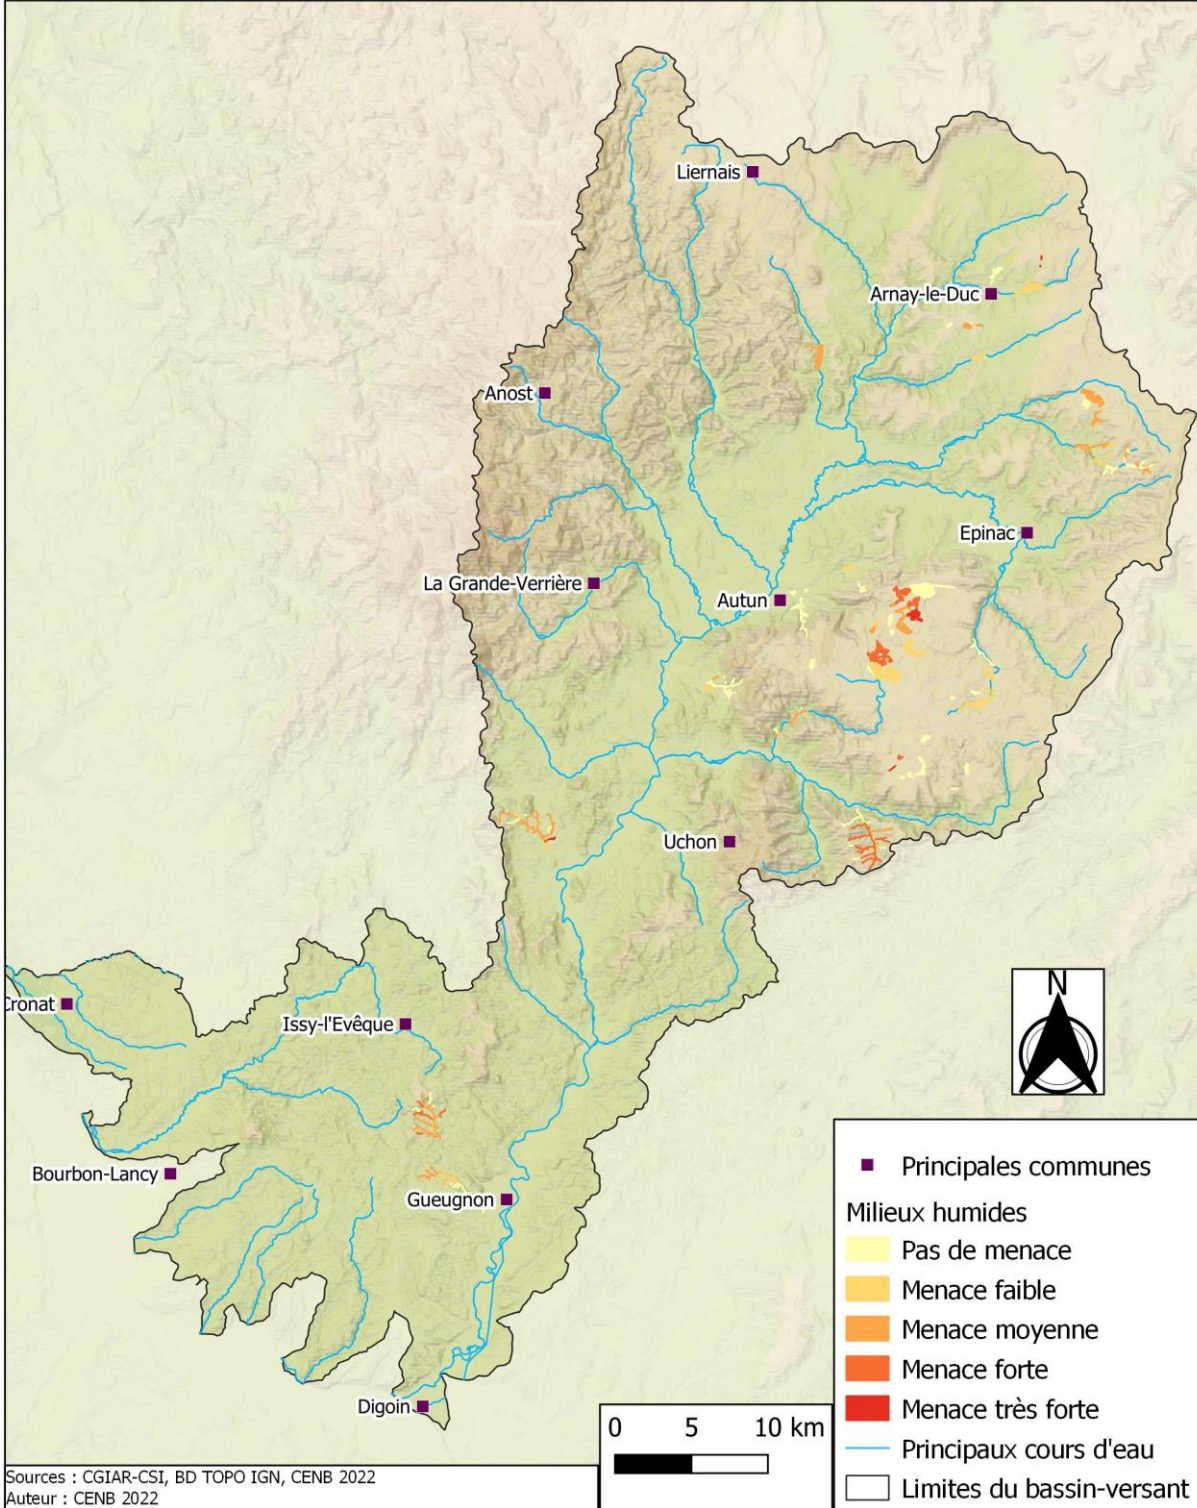 Liernais
Arnay-le-Duc
Anost
Epinac
La Grande-Verrière
Autun
Uchon
Cronat
Issy-l'Evêque
N
Bourbon-Lancy
Gueugnon
Digoin
Principales communes
Milieux humides
Pas de menace
Menace faible
Menace moyenne
Menace forte
Menace très forte
Principaux cours d'eau
Limites du bassin-versant
0 5 10 km
Sources : CGIAR-CSI, BD TOPO IGN, CENB 2022
Auteur : CENB 2022